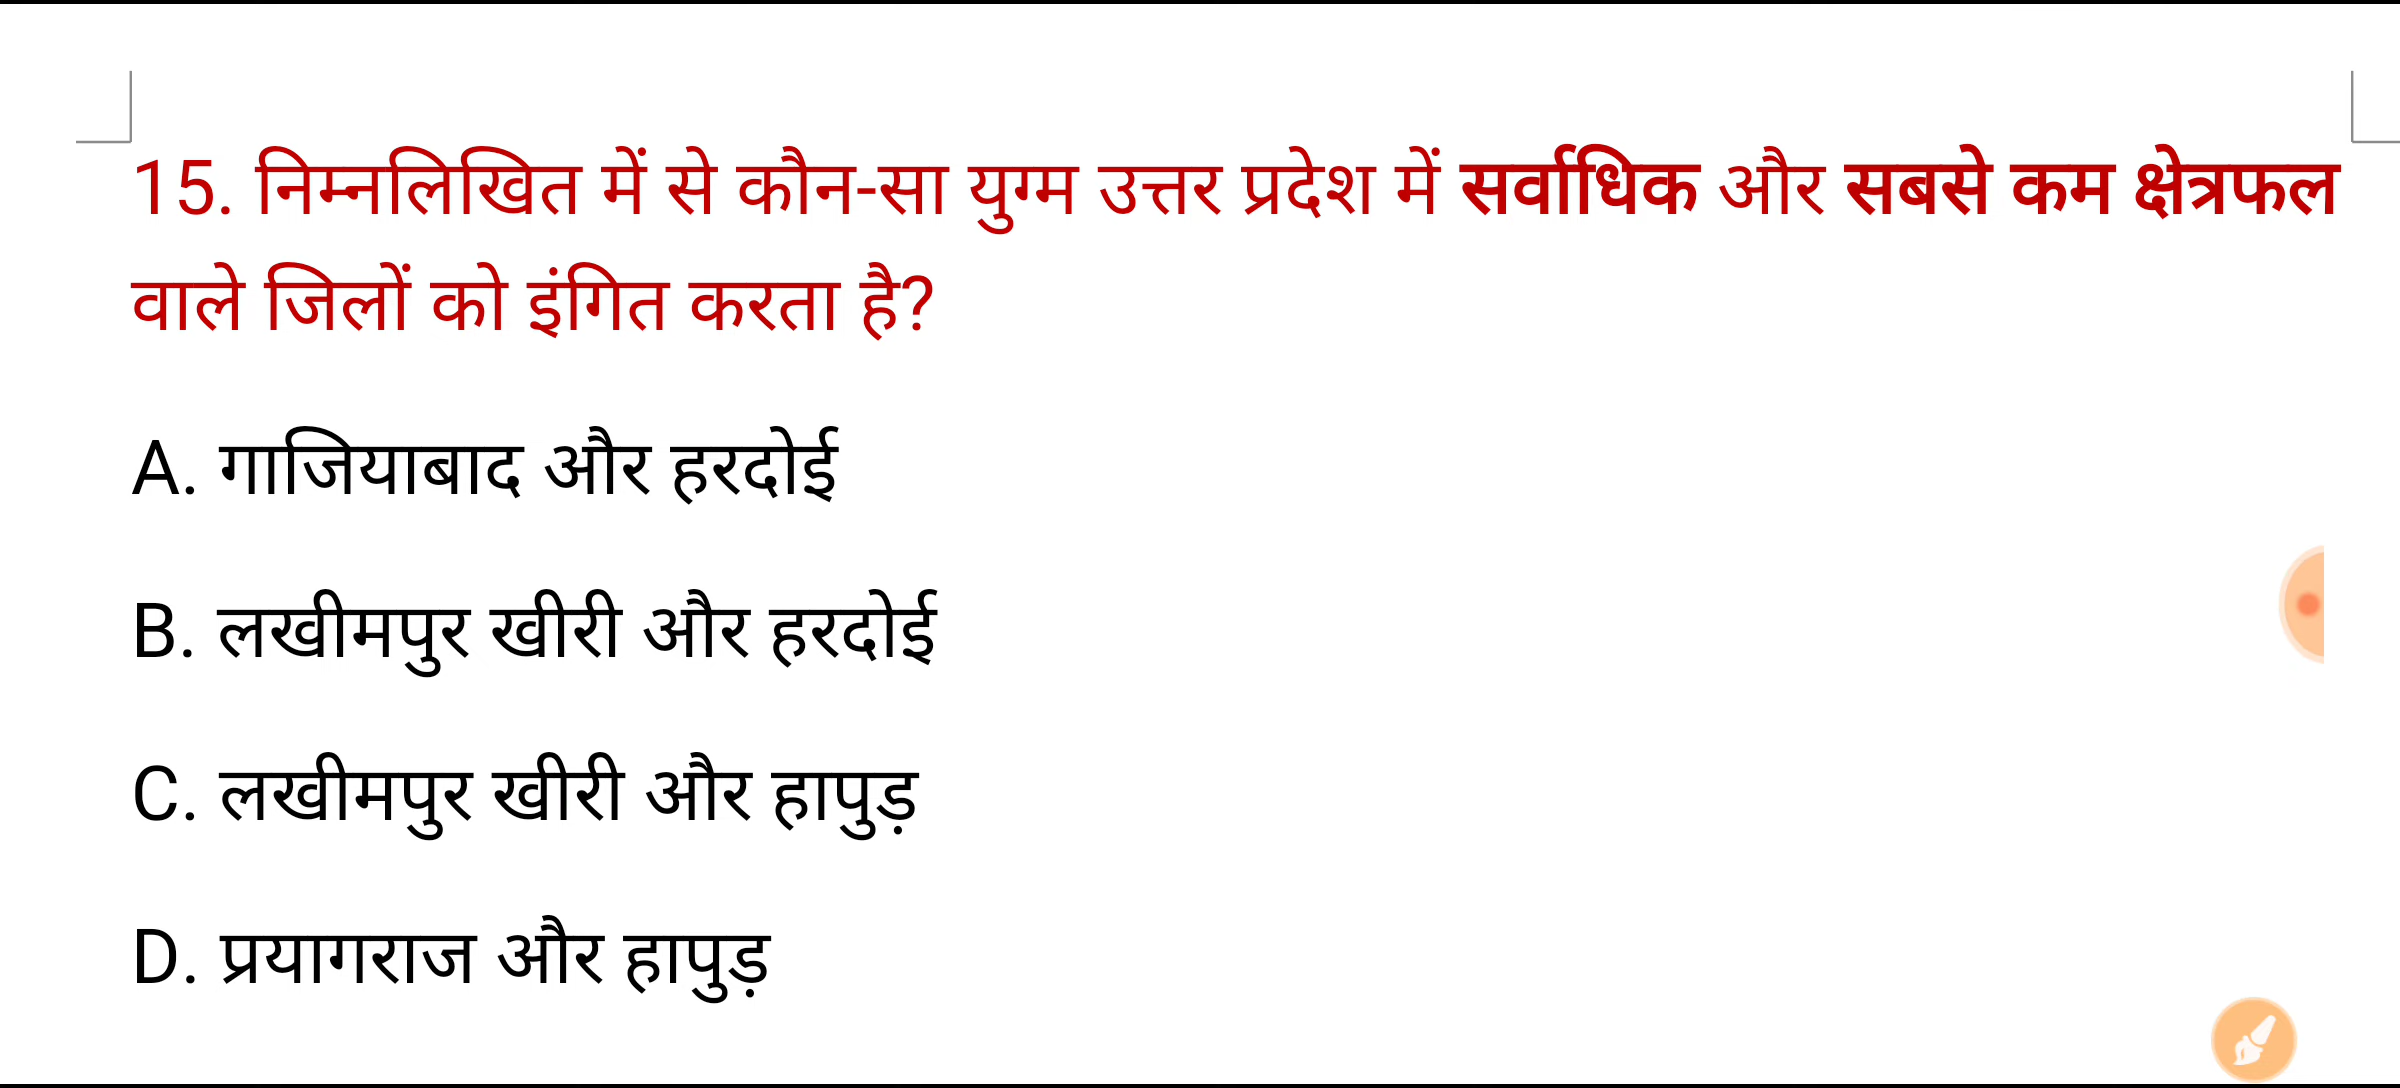 15. निम्नलिखित में से कौन-सा युग्म उत्तर प्रदेश में सर्वाधिक और सबसे कम क्षेत्रफल
वाले जिलों को इंगित करता है?
A. गाजियाबाद और हरदोई
B. लखीमपुर खीरी और हरदोई
C. लखीमपुर खीरी और हापुड़
D. प्रयागराज और हापुड़